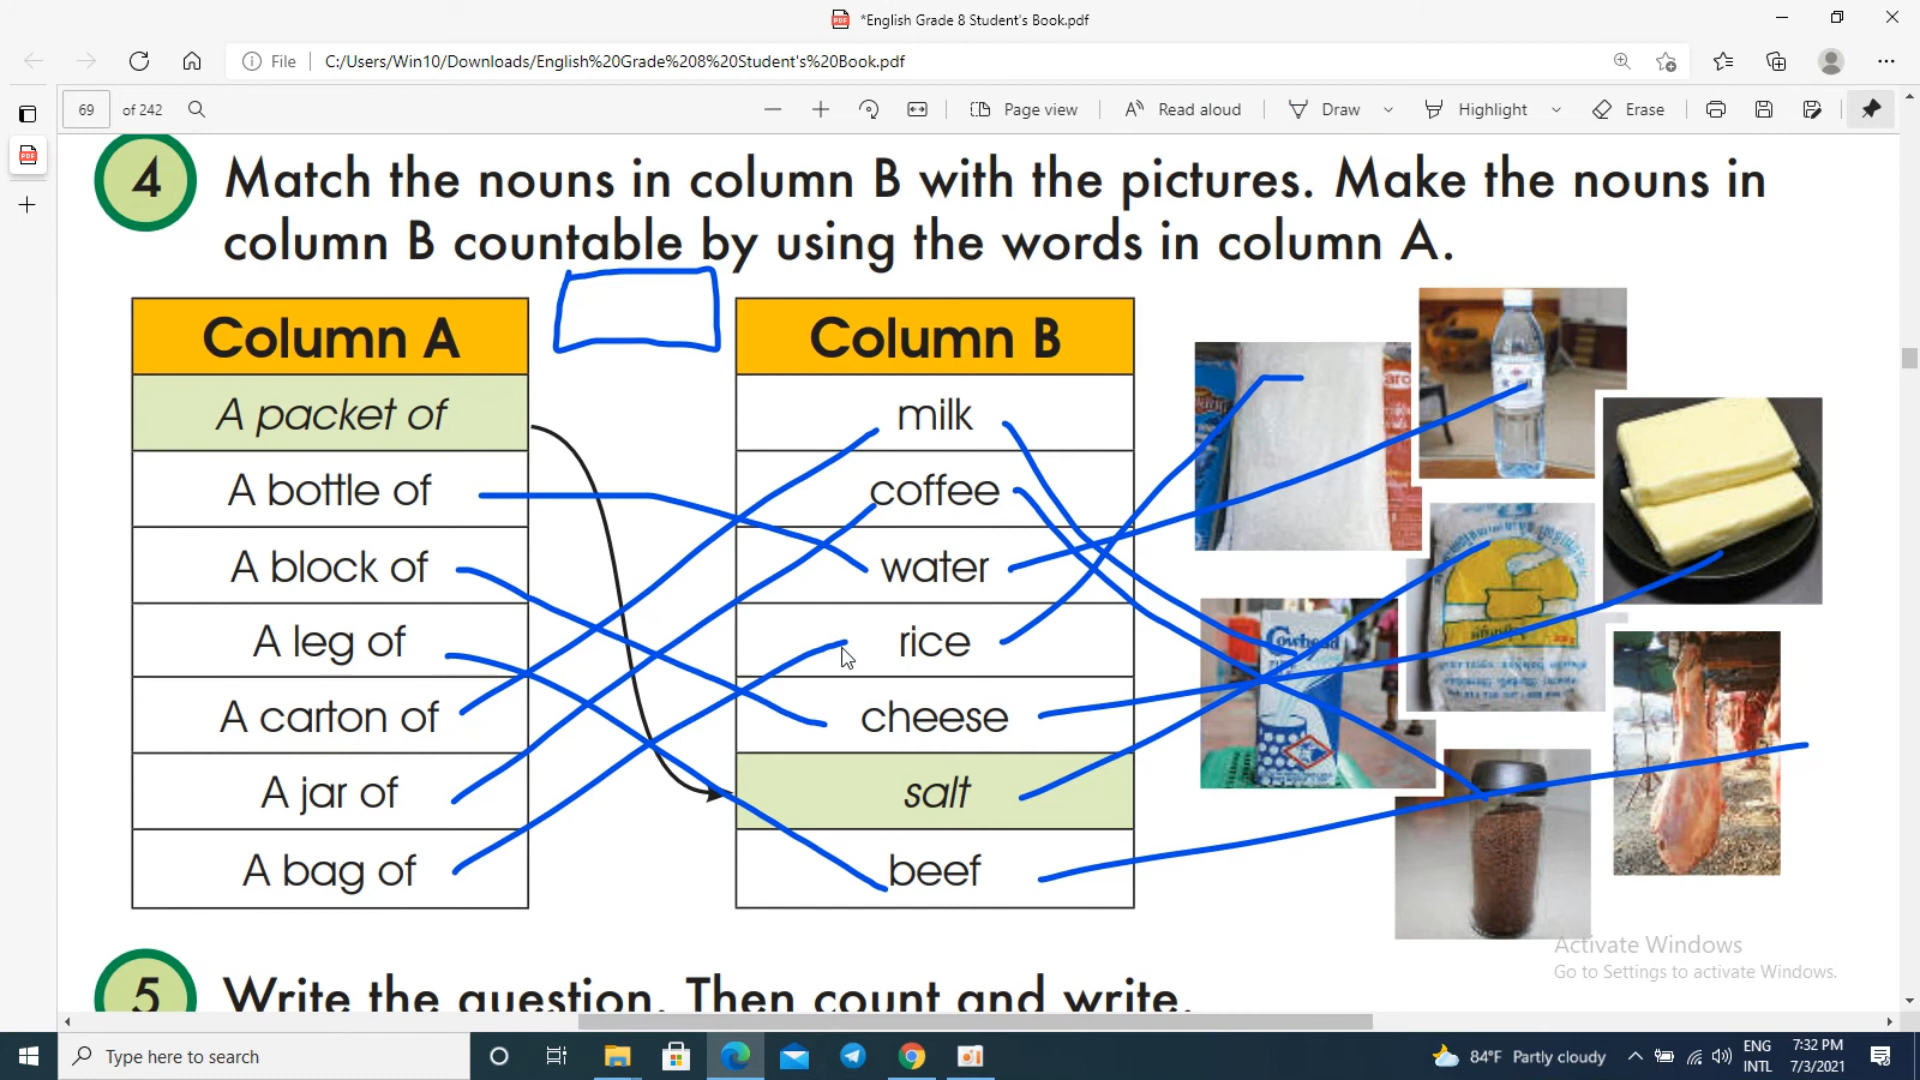 *English Grade 8 Student's Book.pdf
File
C:/Users/Win10/Downloads/English%20Grade%208%20Student's%20Book.pdf
69 of 242
Page view
Read aloud
Draw
Highlight
Erase
4 Match the nouns in column B with the pictures. Make the nouns in
column B countable by using the words in column A.
Column A
A packet of
A bottle of
A block of
A leg of
A carton of
A jar of
A bag of
Column B
milk
coffee
water
rice
cheese
salt
beef
Cowhead
5 Write the question. Then count and write.
Activate Windows
Go to Settings to activate Windows.
Type here to search
84°F Partly cloudy
ENG
INTL
7:32 PM
7/3/2021